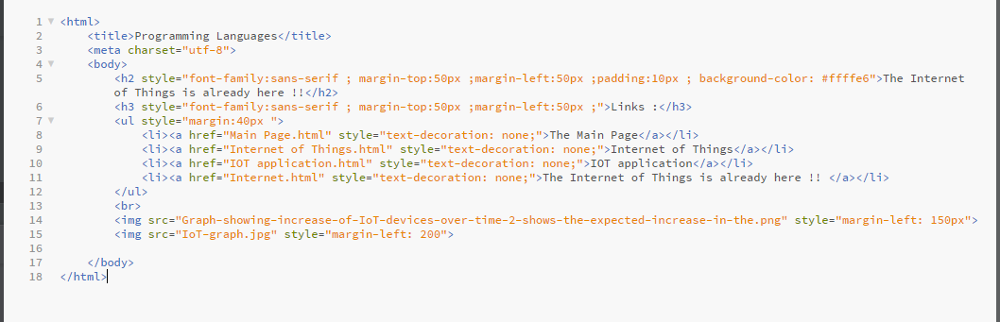 1 <html>
2 <title>Programming Languages</title>
3 <meta charset="utf-8">
4 <body>
5 <h2 style="font-family:sans-serif ; margin-top:50px ;margin-left:50px ;padding:10px ; background-color: #ffffe6">The Internet
of Things is already here !!</h2>
6 <h3 style="font-family:sans-serif ; margin-top:50px ;margin-left:50px ;">Links :</h3>
7 <ul style="margin:40px ">
8 <li><a href="Main Page.html" style="text-decoration: none;">The Main Page</a></li>
9 <li><a href="Internet of Things.html" style="text-decoration: none;">Internet of Things</a></li>
10 <li><a href="IOT application.html" style="text-decoration: none;">IOT application</a></li>
11 <li><a href="Internet.html" style="text-decoration: none;">The Internet of Things is already here !! </a></li>
12 </ul>
13 <br>
14 <img src="Graph-showing-increase-of-IoT-devices-over-time-2-shows-the-expected-increase-in-the.png" style="margin-left: 150px">
15 <img src="IoT-graph.jpg" style="margin-left: 200">
16
17 </body>
18 </html>